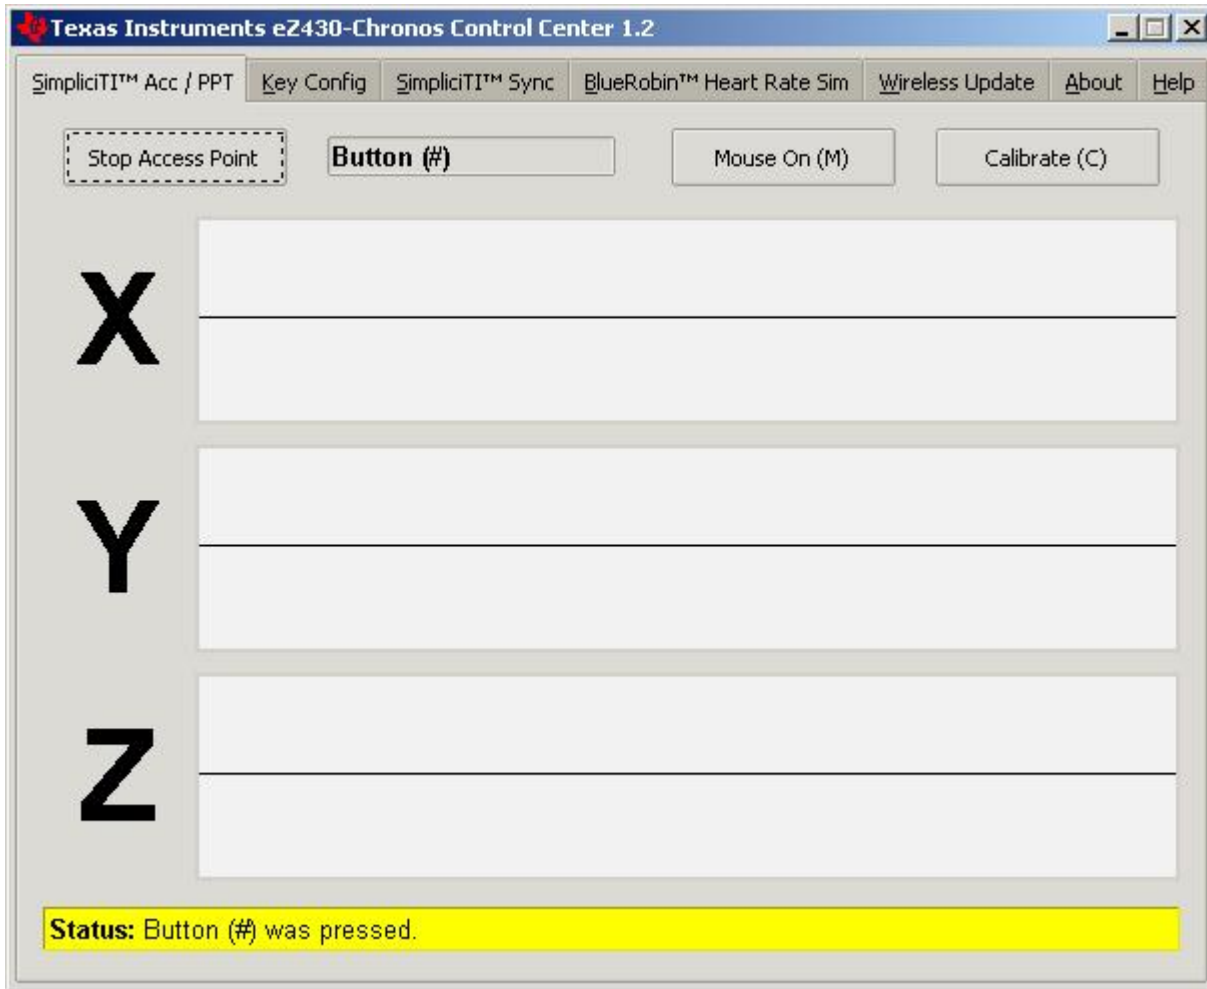 Texas Instruments eZ430-Chronos Control Center 1.2
SimpliciTI™ Acc / PPT Key Config SimpliciTI™ Sync BlueRobin™ Heart Rate Sim Wireless Update About Help
Stop Access Point Button (#) Mouse On (M) Calibrate (C)
X
Y
Z
Status: Button (#) was pressed.